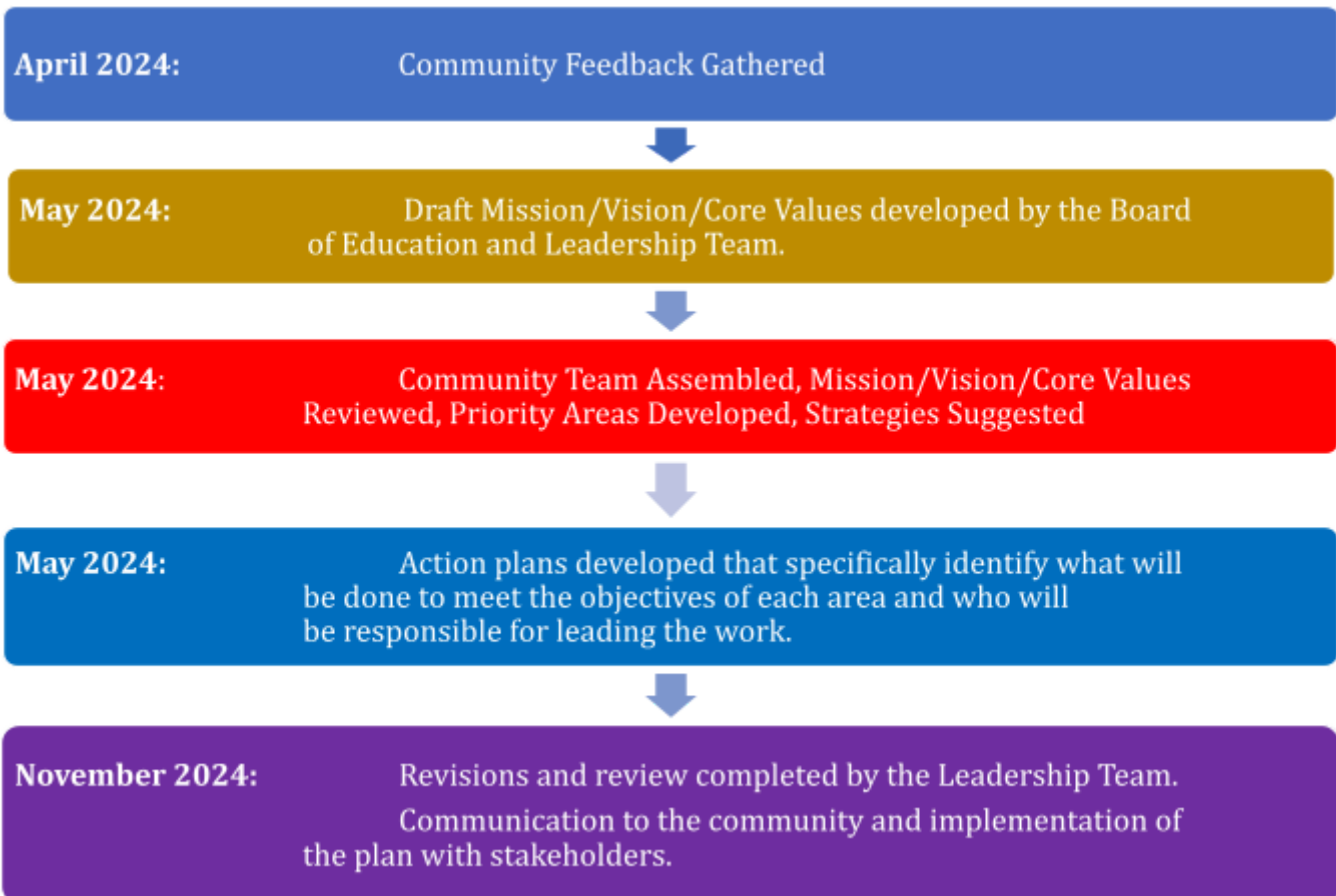 April 2024: Community Feedback Gathered
May 2024: Draft Mission/Vision/Core Values developed by the Board
of Education and Leadership Team.
May 2024: Community Team Assembled, Mission/Vision/Core Values
Reviewed, Priority Areas Developed, Strategies Suggested
May 2024: Action plans developed that specifically identify what will
be done to meet the objectives of each area and who will
be responsible for leading the work.
November 2024: Revisions and review completed by the Leadership Team.
Communication to the community and implementation of
the plan with stakeholders.